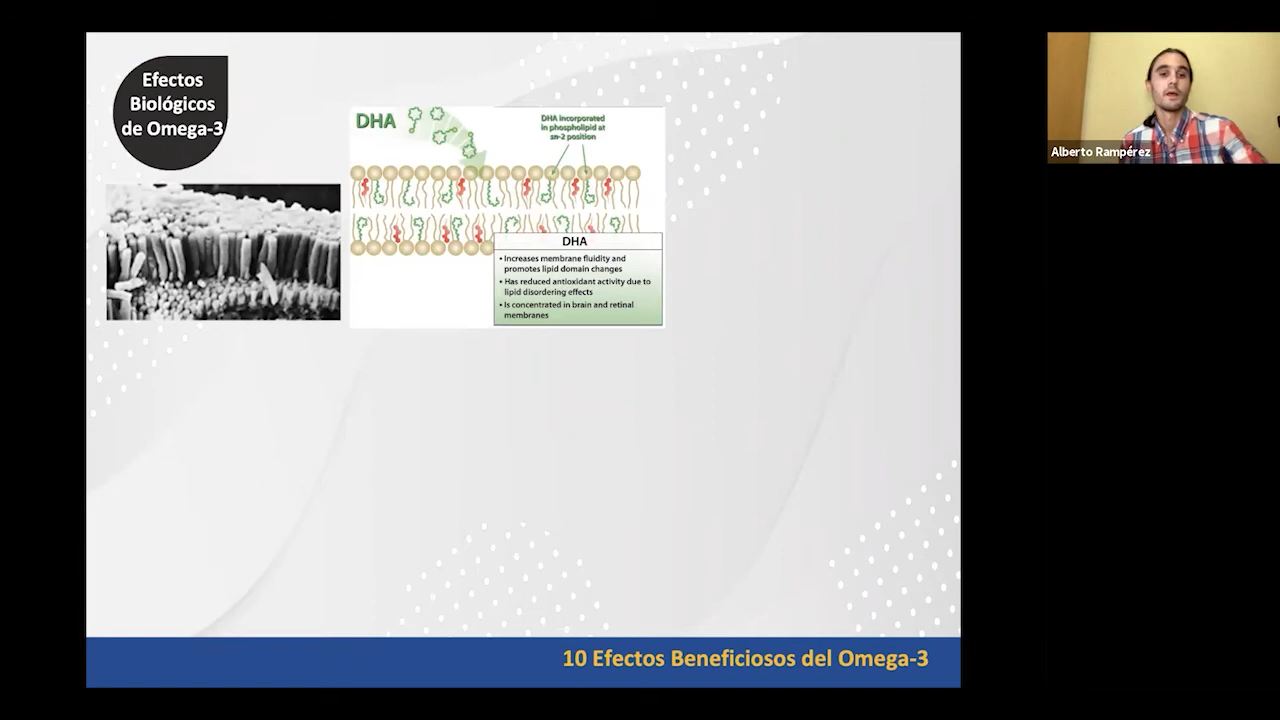 Efectos
Biológicos
de Omega-3
DHA
DHA incorporated
in phospholipid at
sn-2 position
DHA
• Increases membrane fluidity and
promotes lipid domain changes
• Has reduced antioxidant activity due to
lipid disordering effects
• Is concentrated in brain and retinal
membranes
10 Efectos Beneficiosos del Omega-3
Alberto Rampérez